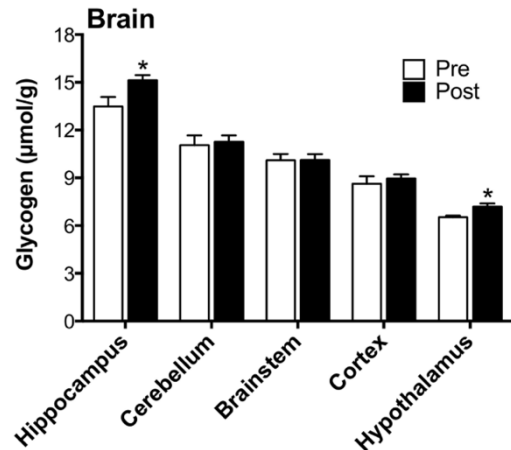 Brain
18
15
12
9
6
3
0
Glycogen (μmol/g)
Pre
Post
*
*
Hippocampus
Cerebellum
Brainstem
Cortex
Hypothalamus